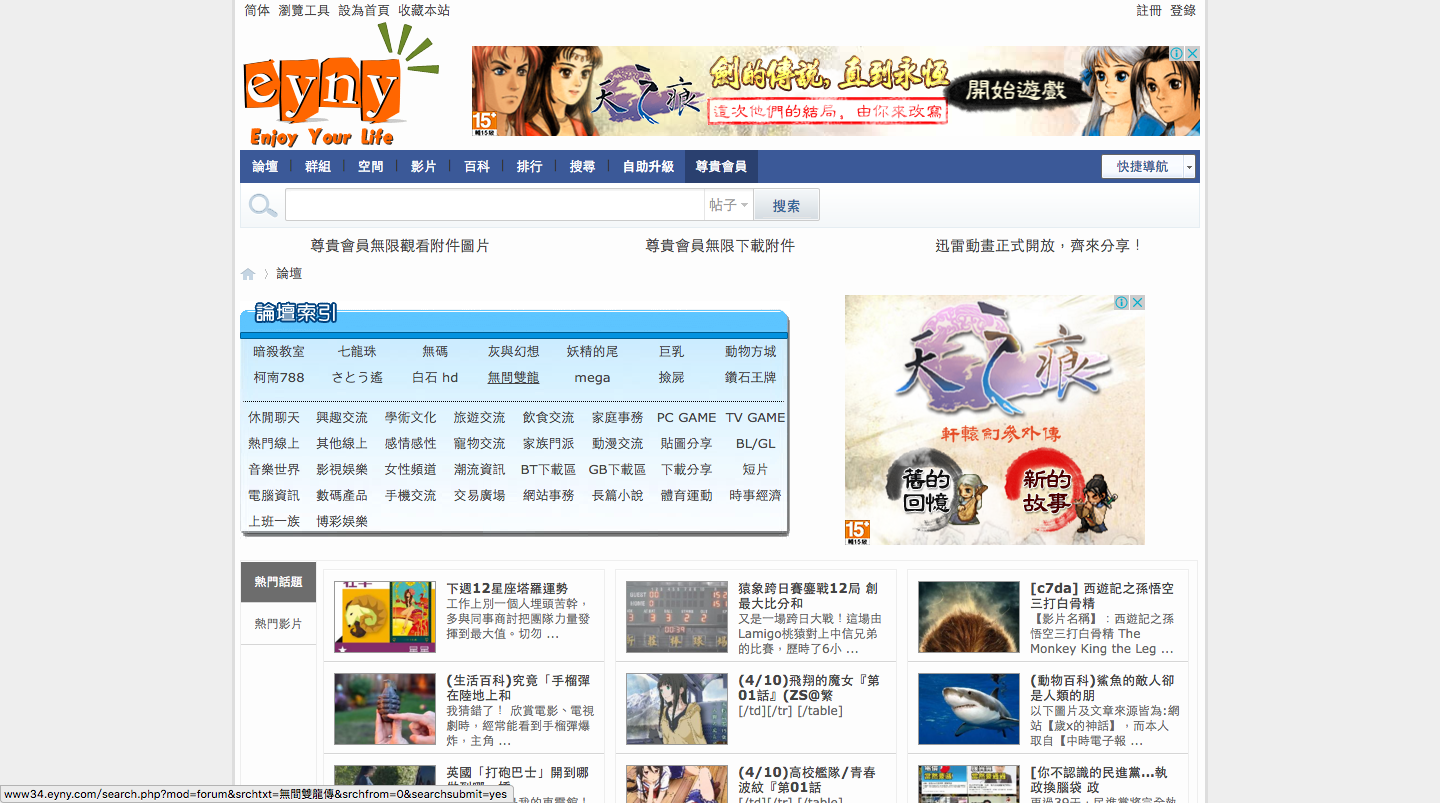 简体 瀏覽工具 設為首頁 收藏本站 註冊 登錄
eyny
Enjoy Your Life
天之痕
劍的傳說,直到永恆
這次他們的結局,由你來改寫
開始遊戲
15+
論壇 群組 空間 影片 百科 排行 搜尋 自助升級 尊貴會員 快捷導航
帖子 搜索
尊貴會員無限觀看附件圖片 尊貴會員無限下載附件 迅雷動畫正式開放，齊來分享！
論壇
論壇索引
暗殺教室 七龍珠 無碼 灰與幻想 妖精的尾 巨乳 動物方城
柯南788 さとう遙 白石 hd 無間雙龍 mega 撿屍 鑽石王牌
休閒聊天 興趣交流 學術文化 旅遊交流 飲食交流 家庭事務 PC GAME TV GAME
熱門線上 其他線上 感情感性 寵物交流 家族門派 動漫交流 貼圖分享 BL/GL
音樂世界 影視娛樂 女性頻道 潮流資訊 BT下載區 GB下載區 下載分享 短片
電腦資訊 數碼產品 手機交流 交易廣場 網站事務 長篇小說 體育運動 時事經濟
上班一族 博彩娛樂
天之痕
軒轅劍參外傳
舊的
回憶
新的
故事
15+
熱門話題
熱門影片
下週12星座塔羅運勢
工作上別一個人埋頭苦幹，
多與同事商討把團隊力量發
揮到最大值。切勿 ...
猿象跨日賽鏖戰12局 創
最大比分和
又是一場跨日大戰！這場由
Lamigo桃猿對上中信兄弟
的比賽，歷時了6小 ...
[c7da] 西遊記之孫悟空
三打白骨精
【影片名稱】：西遊記之孫
悟空三打白骨精 The
Monkey King the Leg ...
(生活百科)究竟「手榴彈
在陸地上和
我猜錯了！ 欣賞電影、電視
劇時，經常能看到手榴彈爆
炸，主角 ...
(4/10)飛翔的魔女『第
01話』(ZS@繁
[/td][/tr] [/table]
(動物百科)鯊魚的敵人卻
是人類的朋
以下圖片及文章來源皆為:網
站【歲x的神話】，而本人
取自【中時電子報 ...
英國「打砲巴士」開到哪
(4/10)高校艦隊/青春
波紋『第01話
[/td][/tr] [/table]
[你不認識的民進黨...執
政換腦袋 政
www34.eyny.com/search.php?mod=forum&srchtxt=無間雙龍傳&srchfrom=0&searchsubmit=yes